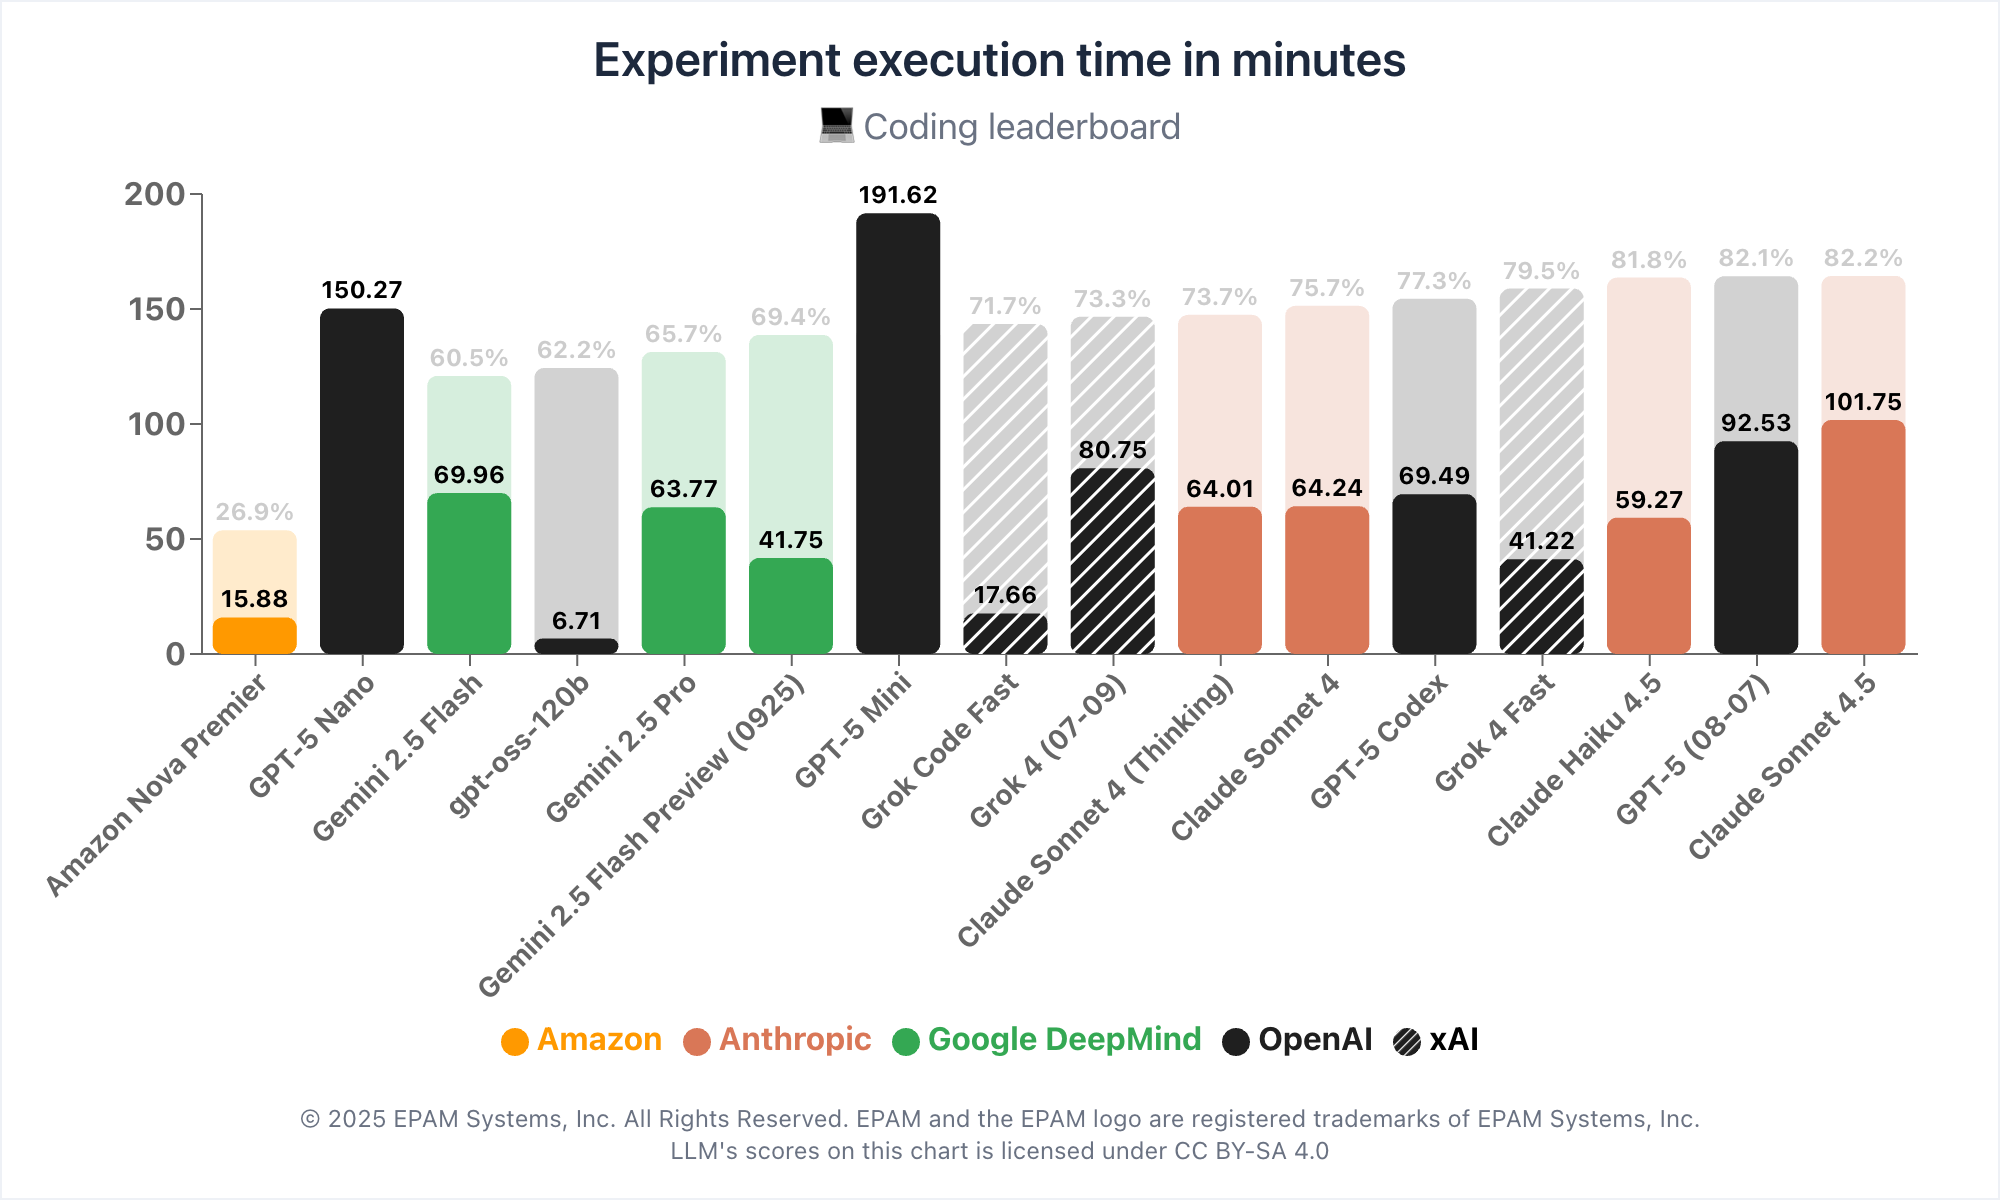 Experiment execution time in minutes
💻 Coding leaderboard
200
150
100
50
0
26.9%
15.88
150.27
60.5%
69.96
62.2%
6.71
65.7%
63.77
69.4%
41.75
191.62
71.7%
17.66
73.3%
80.75
73.7%
64.01
75.7%
64.24
77.3%
69.49
79.5%
41.22
81.8%
59.27
82.1%
92.53
82.2%
101.75
Amazon Nova Premier
GPT-5 Nano
Gemini 2.5 Flash
gpt-oss-120b
Gemini 2.5 Pro
Gemini 2.5 Flash Preview (0925)
GPT-5 Mini
Grok Code Fast
Grok 4 (07-09)
Claude Sonnet 4 (Thinking)
Claude Sonnet 4
GPT-5 Codex
Grok 4 Fast
Claude Haiku 4.5
GPT-5 (08-07)
Claude Sonnet 4.5
Amazon Anthropic Google DeepMind OpenAI xAI
© 2025 EPAM Systems, Inc. All Rights Reserved. EPAM and the EPAM logo are registered trademarks of EPAM Systems, Inc.
LLM's scores on this chart is licensed under CC BY-SA 4.0